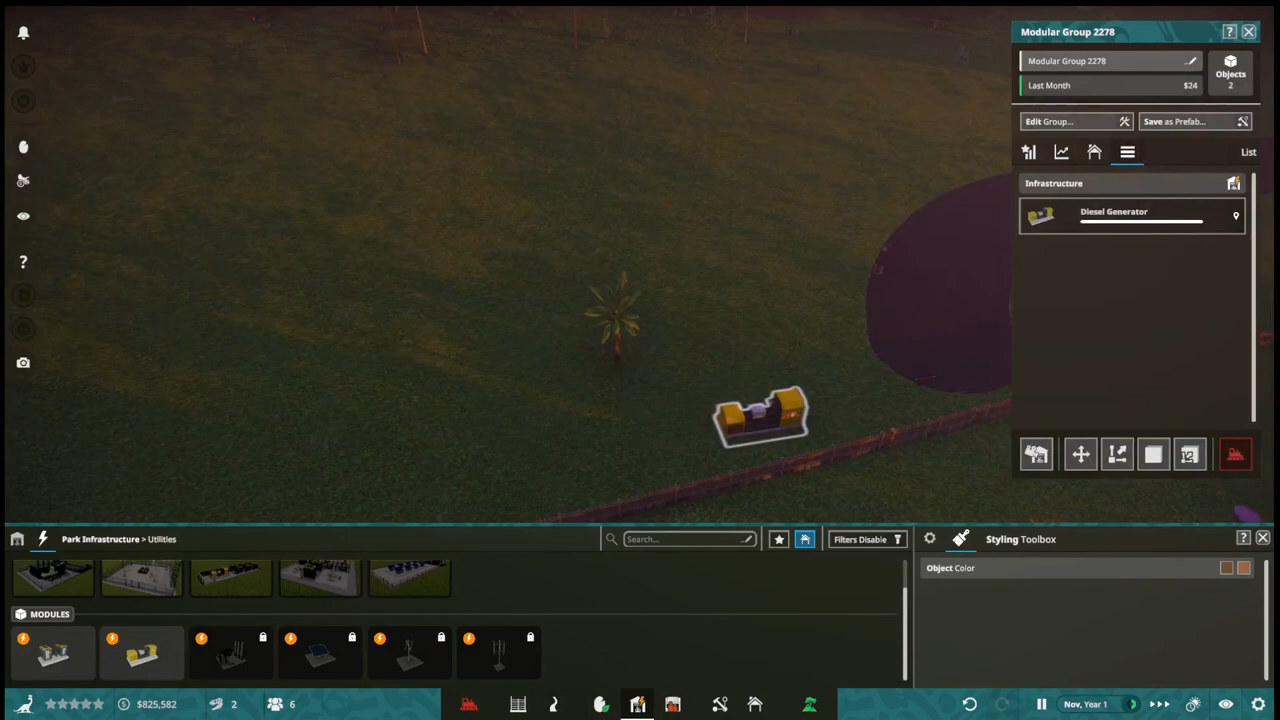 Modular Group 2278
?
Modular Group 2278
Objects
2
Last Month $24
Edit Group...
Save as Prefab...
List
Infrastructure
Diesel Generator
?
12
Park Infrastructure > Utilities
Search...
Filters Disable
Styling Toolbox
?
Object Color
MODULES
$825,582
2
6
Nov, Year 1